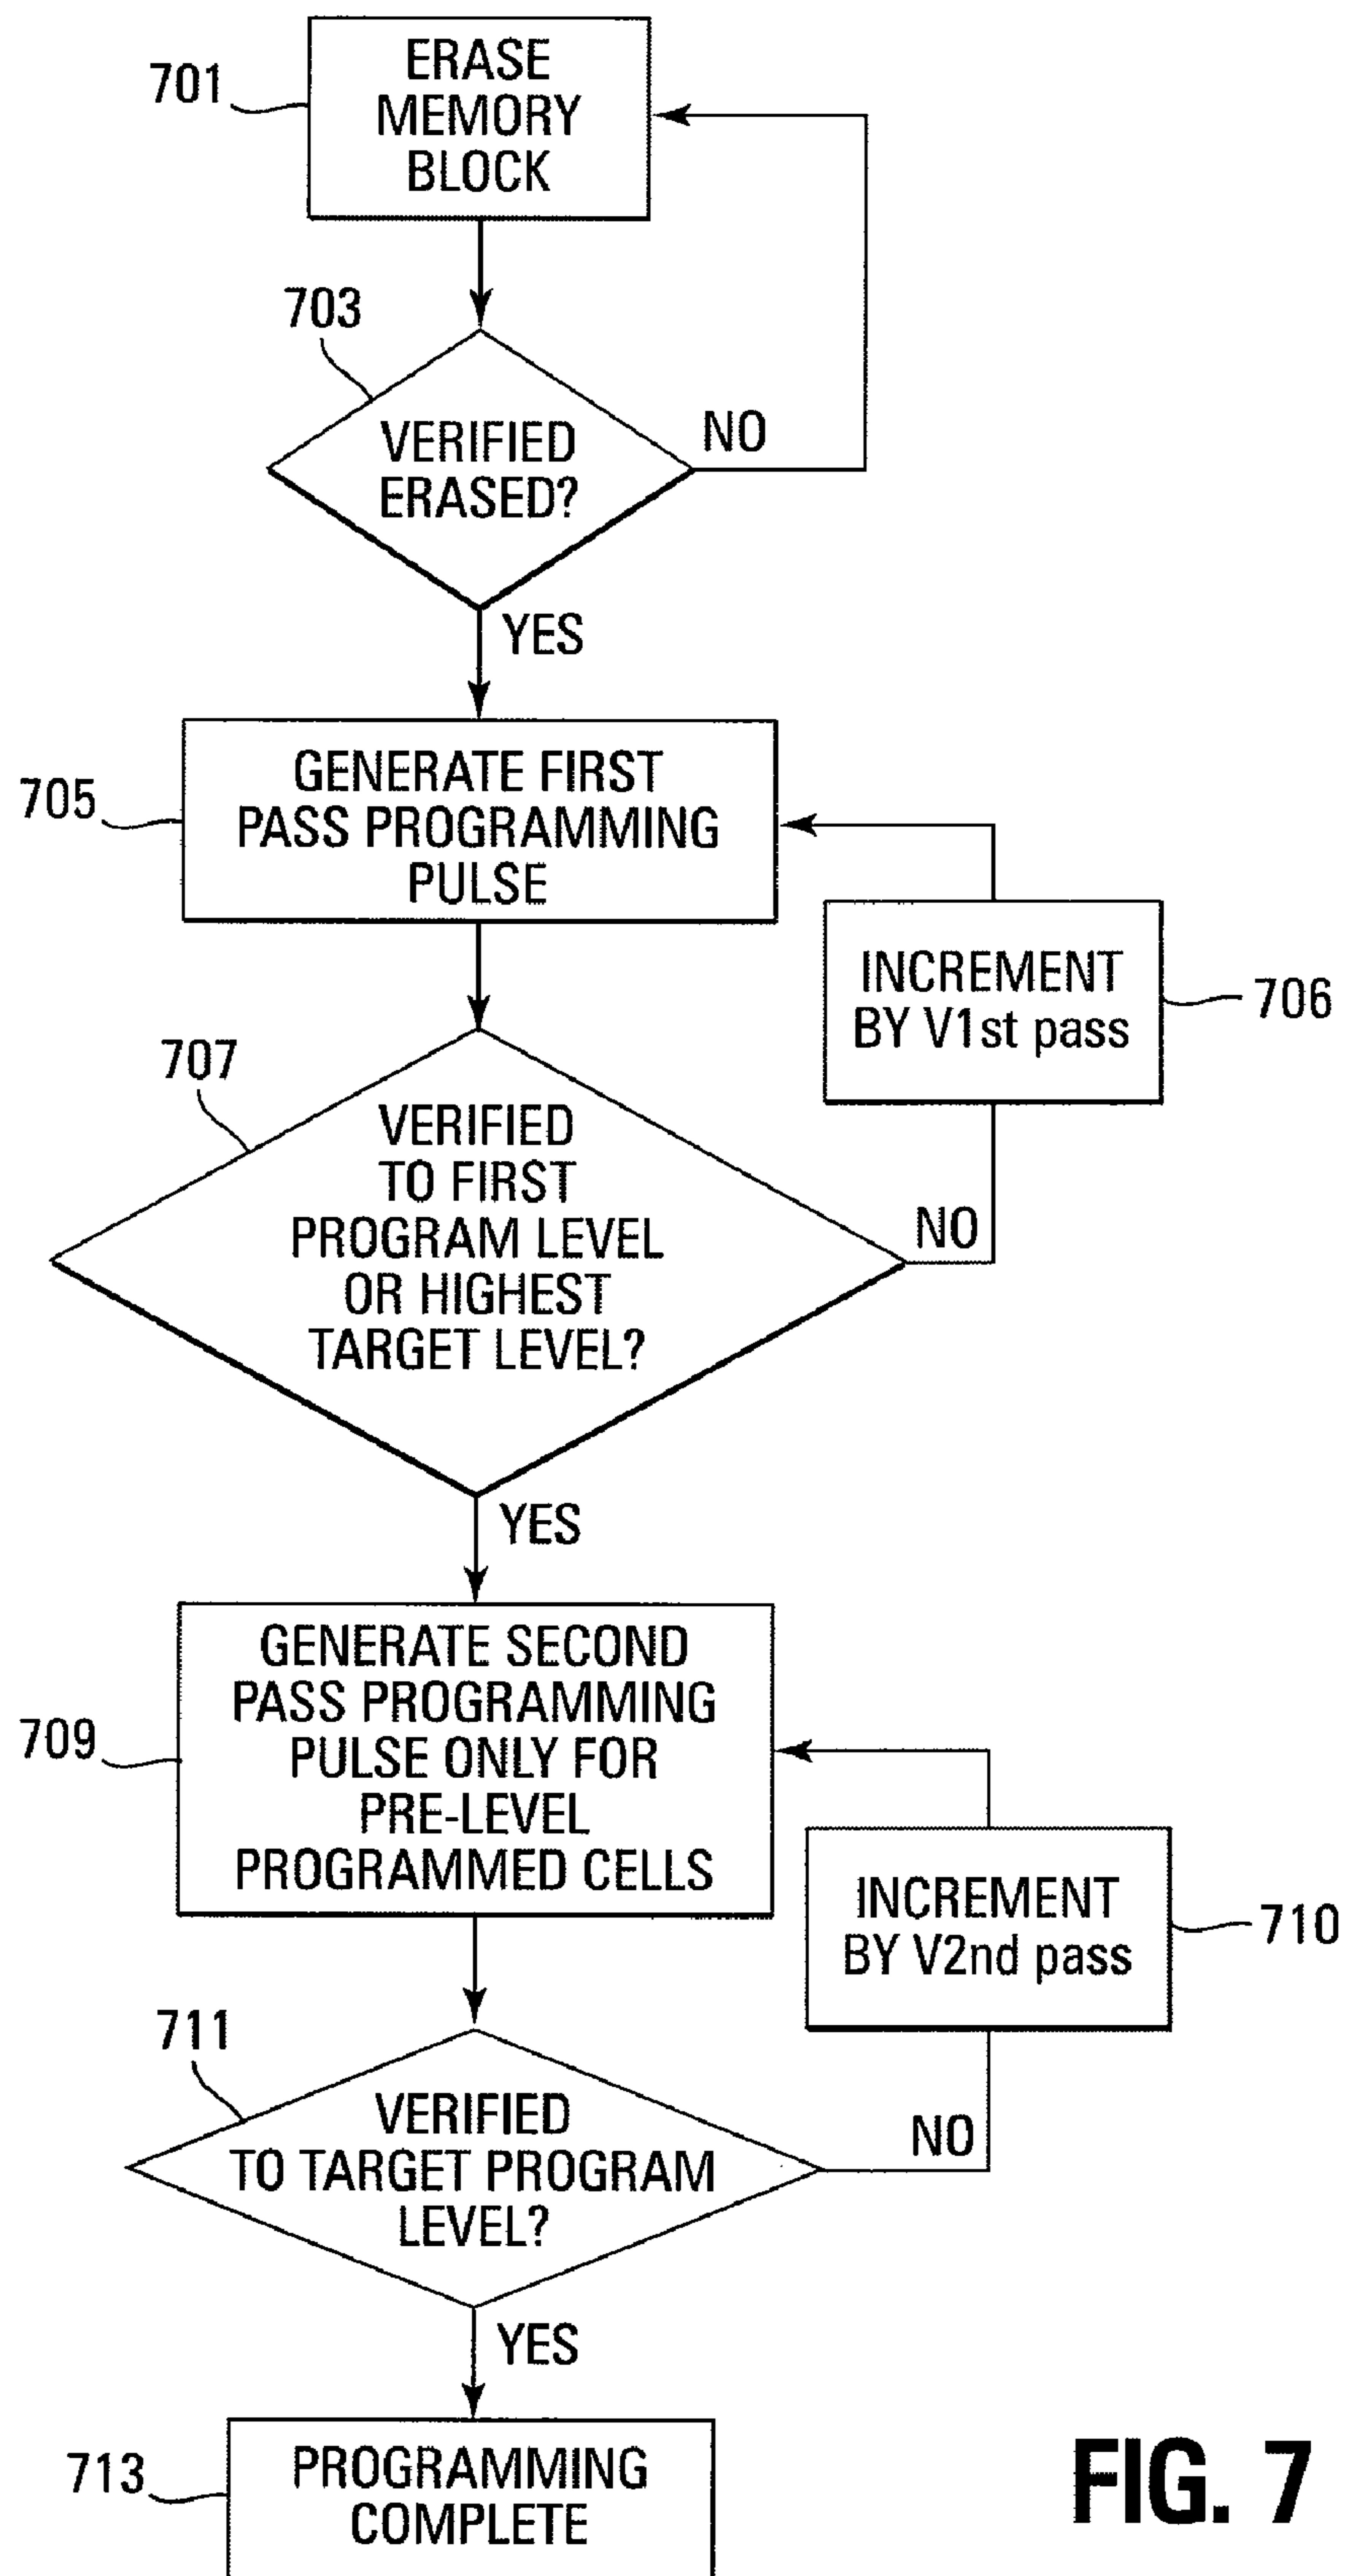 701
ERASE
MEMORY
BLOCK
703
VERIFIED
ERASED?
NO
YES
705
GENERATE FIRST
PASS PROGRAMMING
PULSE
INCREMENT
BY V1st pass
706
707
VERIFIED
TO FIRST
PROGRAM LEVEL
OR HIGHEST
TARGET LEVEL?
NO
YES
709
GENERATE SECOND
PASS PROGRAMMING
PULSE ONLY FOR
PRE-LEVEL
PROGRAMMED CELLS
INCREMENT
BY V2nd pass
710
711
VERIFIED
TO TARGET PROGRAM
LEVEL?
NO
YES
713
PROGRAMMING
COMPLETE
FIG. 7